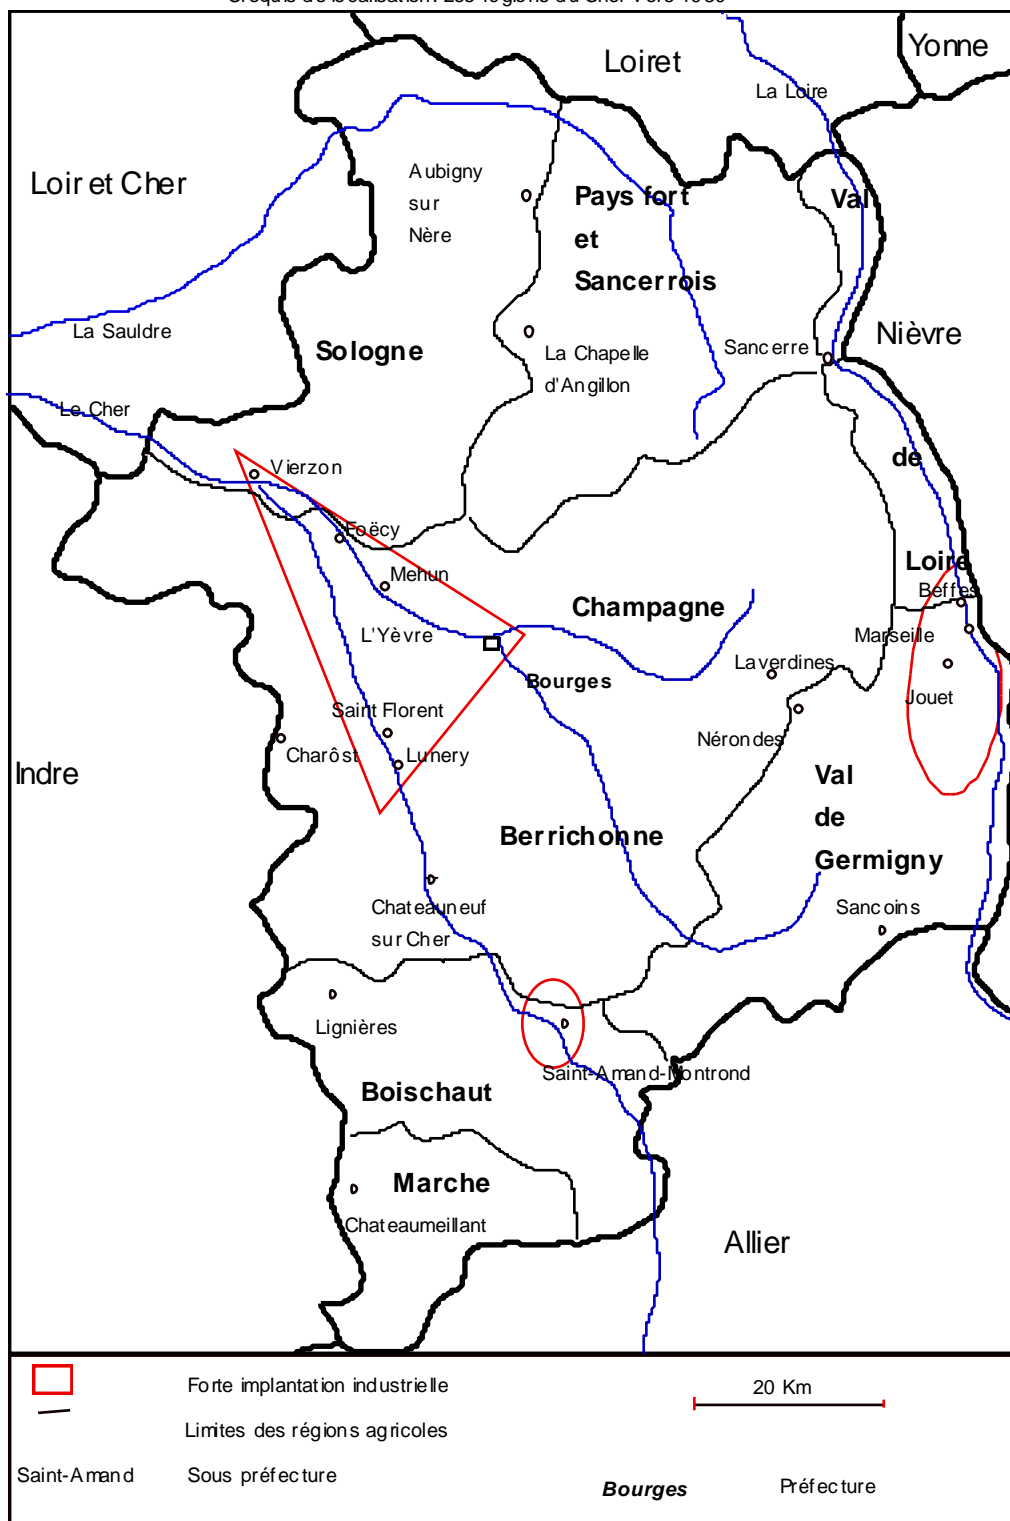 Yonne
Loiret
La Loire
Aubigny
sur
Nère
Loir et Cher
Pays fort
et
Sancerrois
Val
La Sauldre
Sologne
Nièvre
Sancerre
La Chapelle
d'Angillon
Le Cher
de
Vierzon
Foëcy
Loire
Mehun
Beffes
Champagne
L'Yèvre
Marseille
Laverdines
Bourges
Jouet
Saint Florent
Nérondes
Charôst
Lunery
Indre
Val
de
Germigny
Berrichonne
Chateauneuf
sur Cher
Sancoins
Lignières
Saint-Amand-Montrond
Boischaut
Marche
Chateaumeillant
Allier
Forte implantation industrielle
20 Km
Limites des régions agricoles
Saint-Amand
Sous préfecture
Bourges
Préfecture